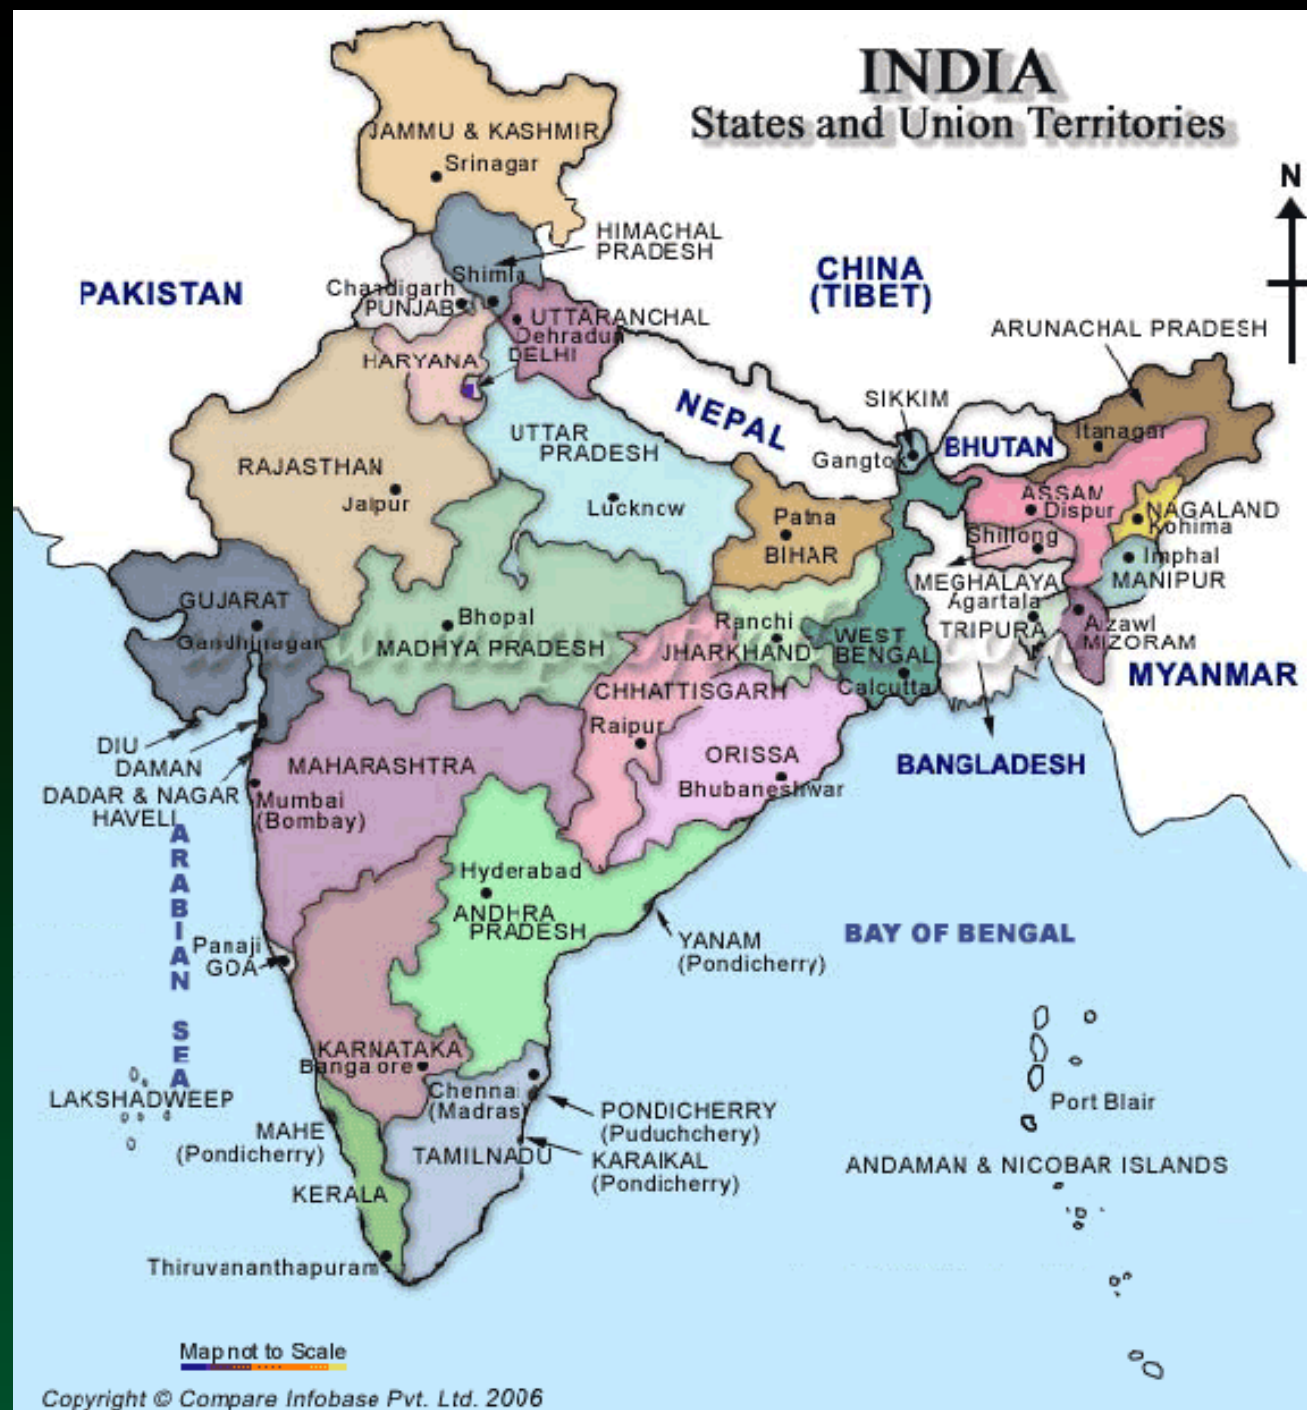 INDIA
States and Union Territories
N
JAMMU & KASHMIR
Srinagar
HIMACHAL
PRADESH
PAKISTAN
CHINA
(TIBET)
Shimla
Chandigarh
PUNJAB
UTTARANCHAL
Dehradun
DELHI
HARYANA
ARUNACHAL PRADESH
NEPAL
SIKKIM
Gangtok
BHUTAN
Itanagar
UTTAR
PRADESH
Lucknow
RAJASTHAN
Jaipur
ASSAM
Dispur
NAGALAND
Kohima
Patna
BIHAR
Shillong
MEGHALAYA
Imphal
MANIPUR
Agartala
TRIPURA
Aizawl
MIZORAM
GUJARAT
Gandhinagar
Bhopal
MADHYA PRADESH
Ranchi
JHARKHAND
WEST
BENGAL
Calcutta
MYANMAR
CHHATTISGARH
Raipur
DIU
DAMAN
DADAR & NAGAR
HAVELI
MAHARASHTRA
Mumbai
(Bombay)
ORISSA
Bhubaneshwar
BANGLADESH
ARABIAN SEA
Hyderabad
ANDHRA
PRADESH
YANAM
(Pondicherry)
BAY OF BENGAL
Panaji
GOA
KARNATAKA
Bangalore
LAKSHADWEEP
Chennai
(Madras)
PONDICHERRY
(Puduchchery)
Port Blair
MAHE
(Pondicherry)
TAMILNADU
KARAIKAL
(Pondicherry)
ANDAMAN & NICOBAR ISLANDS
KERALA
Thiruvananthapuram
Map not to Scale
Copyright © Compare Infobase Pvt. Ltd. 2006